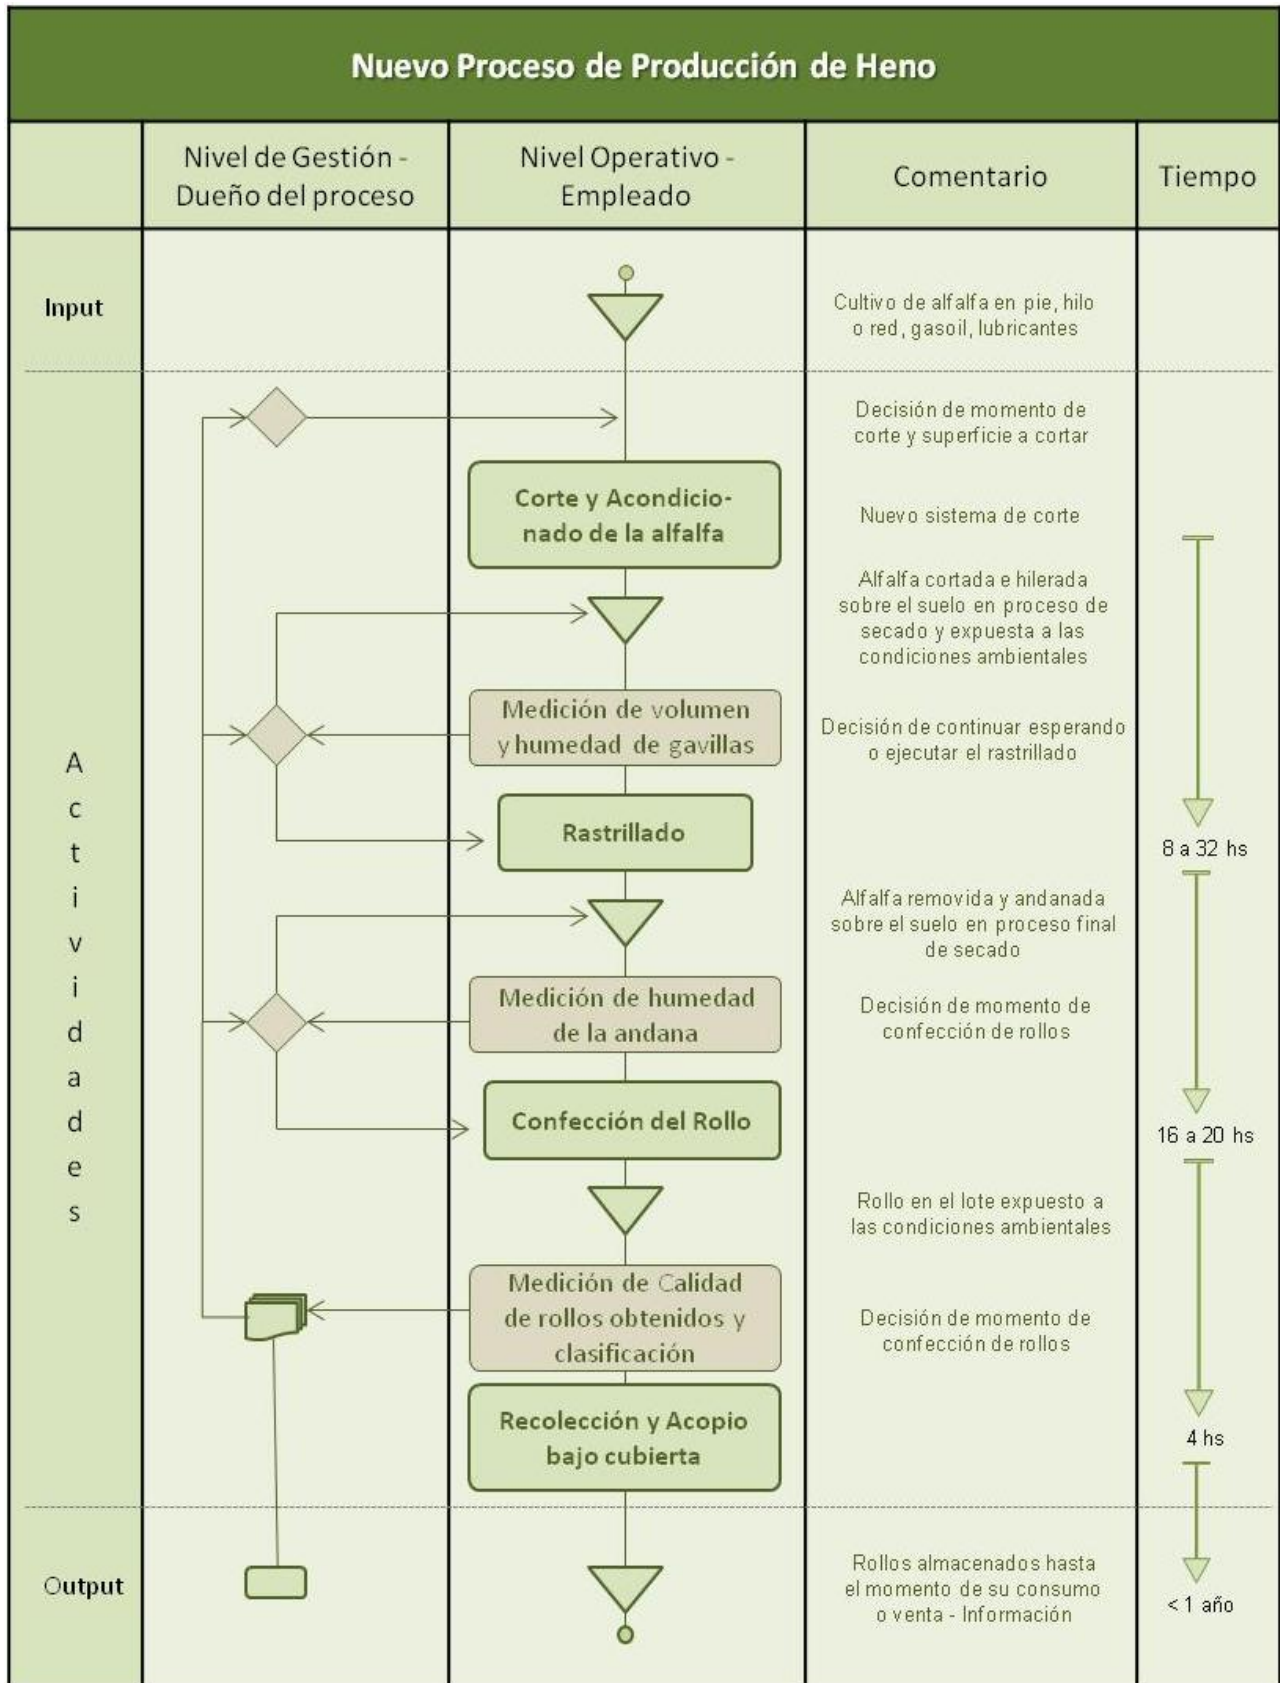 Nuevo Proceso de Producción de Heno
Nivel de Gestión -
Dueño del proceso
Nivel Operativo -
Empleado
Comentario
Tiempo
Input
Cultivo de alfalfa en pie, hilo
o red, gasoil, lubricantes
Actividades
Decisión de momento de
corte y superficie a cortar
Corte y Acondicio-
nado de la alfalfa
Nuevo sistema de corte
Alfalfa cortada e hilerada
sobre el suelo en proceso de
secado y expuesta a las
condiciones ambientales
Medición de volumen
y humedad de gavillas
Decisión de continuar esperando
o ejecutar el rastrillado
Rastrillado
8 a 32 hs
Alfalfa removida y andanada
sobre el suelo en proceso final
de secado
Medición de humedad
de la andana
Decisión de momento de
confección de rollos
Confección del Rollo
16 a 20 hs
Rollo en el lote expuesto a
las condiciones ambientales
Medición de Calidad
de rollos obtenidos y
clasificación
Decisión de momento de
confección de rollos
Recolección y Acopio
bajo cubierta
4 hs
Output
Rollos almacenados hasta
el momento de su consumo
o venta - Información
< 1 año